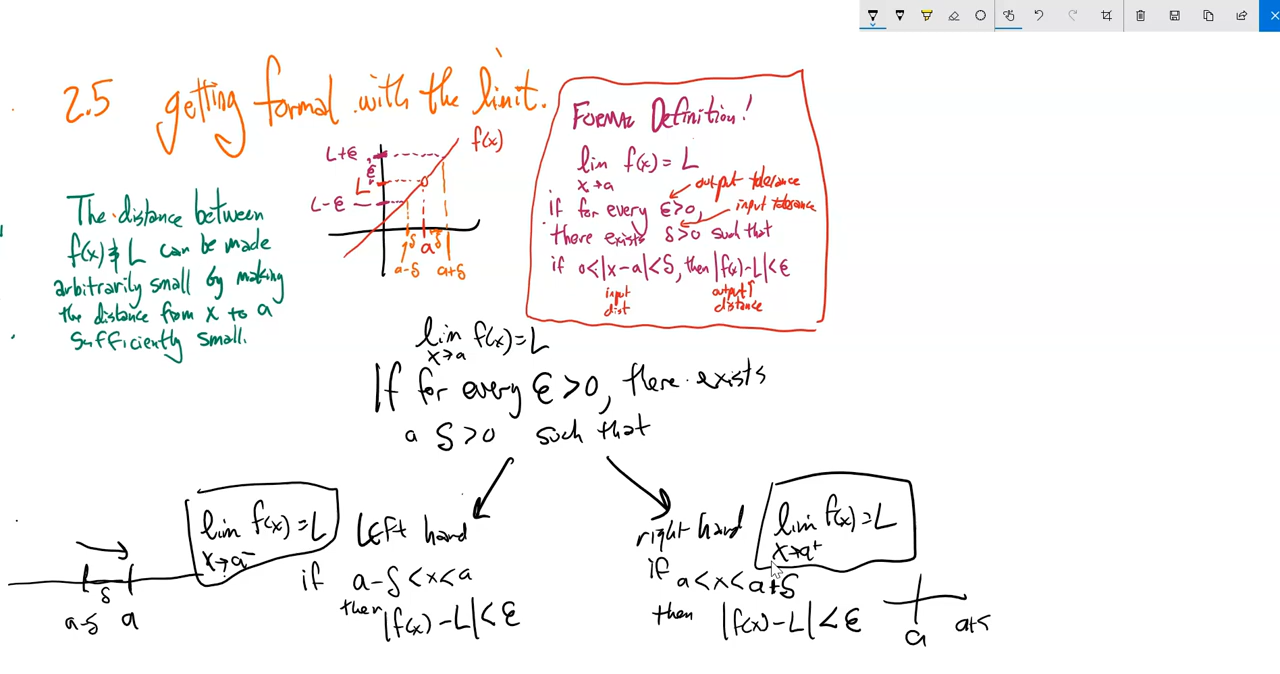 2.5 getting formal with the limit.
L+ε
ε
L
L-ε
f(x)
δ
a
δ
a-δ
a+δ
The distance between
f(x) & L can be made
arbitrarily small by making
the distance from x to a
sufficiently small.
FORMAL Definition!
lim f(x) = L
x→a
output tolerance
if for every ε>0,
input tolerance
there exists δ>0 such that
if 0<|x-a|<δ, then |f(x)-L|<ε
input
dist
output
distance
lim f(x)=L
x→a
If for every ε>0, there exists
a δ>0 such that
lim f(x)=L
x→a⁻
LEFT hand
if a-δ<x<a
then
|f(x)-L|<ε
δ
a-δ
a
right hand
lim f(x)=L
x→a⁺
if a<x<a+δ
then |f(x)-L|<ε
a
a+δ